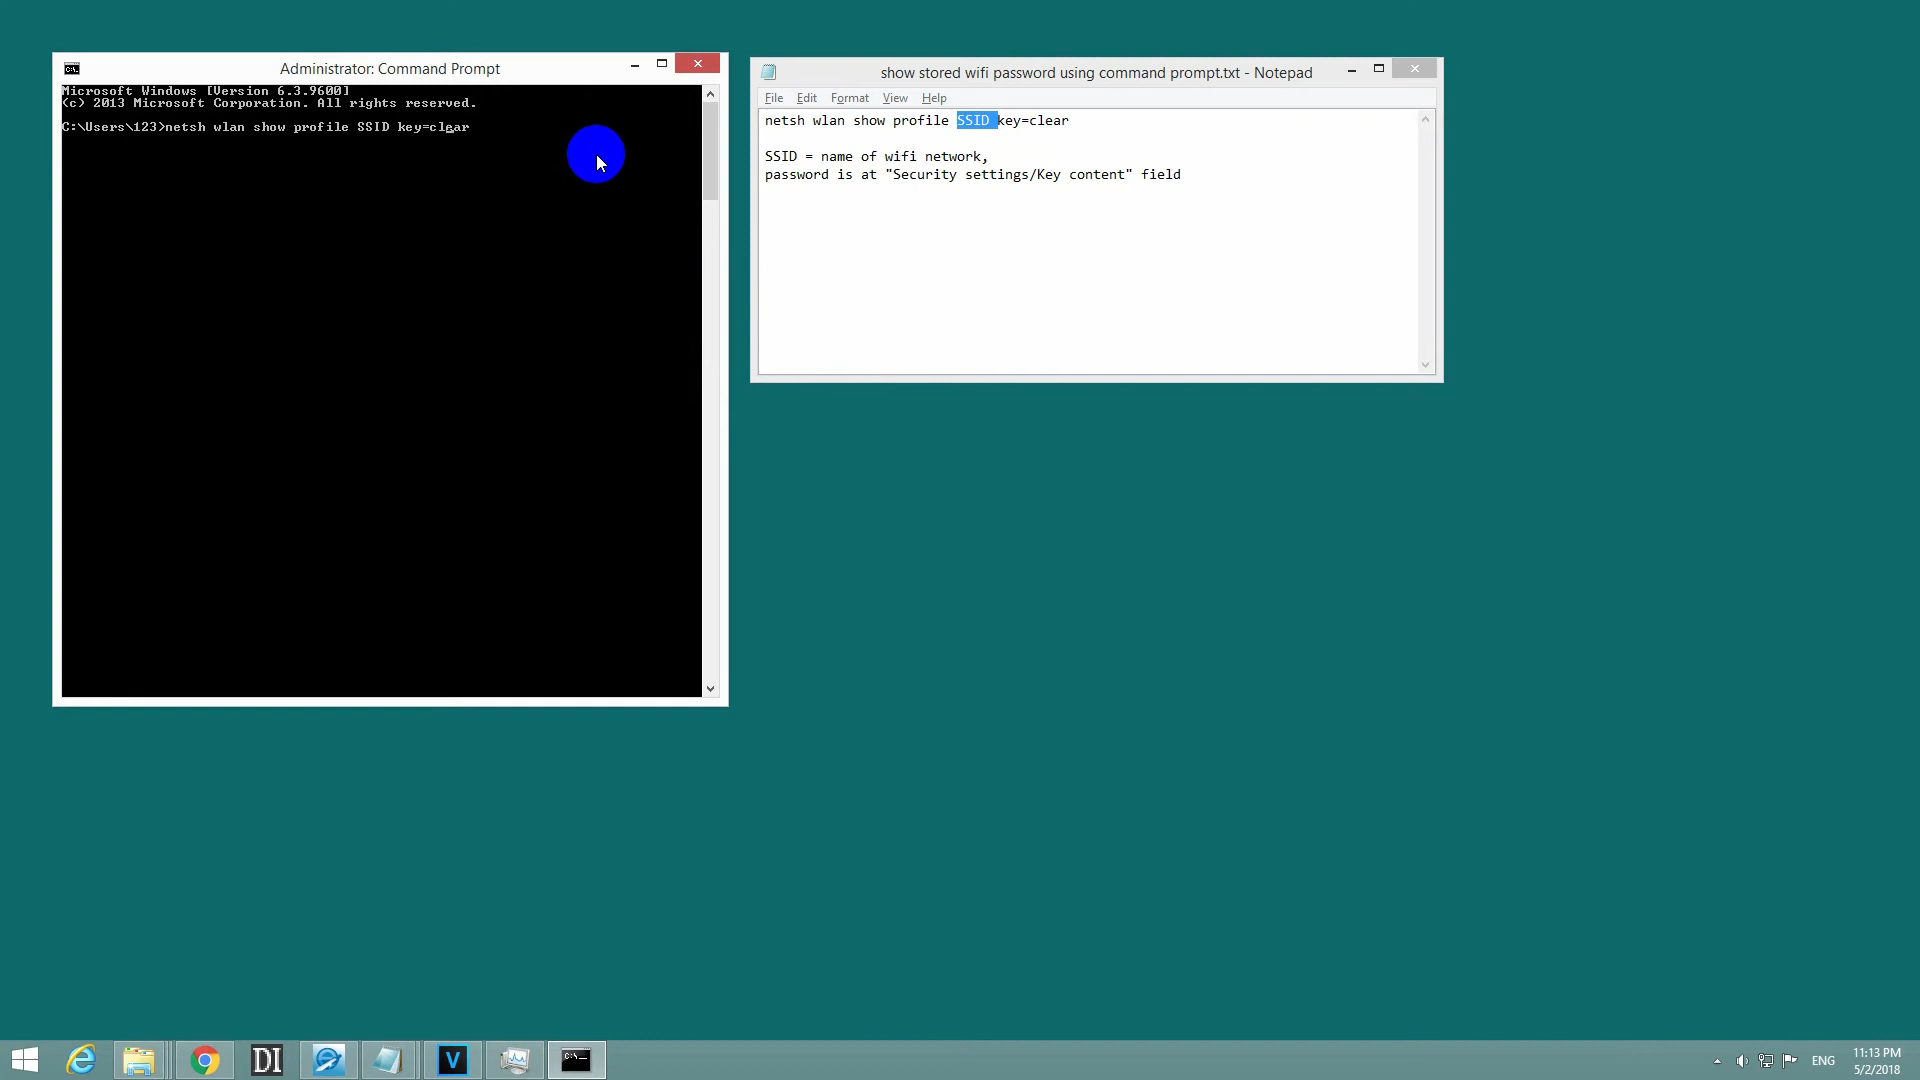 Administrator: Command Prompt
Microsoft Windows [Version 6.3.9600]
(c) 2013 Microsoft Corporation. All rights reserved.
C:\Users\123>netsh wlan show profile SSID key=clear
show stored wifi password using command prompt.txt - Notepad
File Edit Format View Help
netsh wlan show profile SSID key=clear
SSID = name of wifi network,
password is at "Security settings/Key content" field
DI
V
C:\_
ENG
11:13 PM
5/2/2018